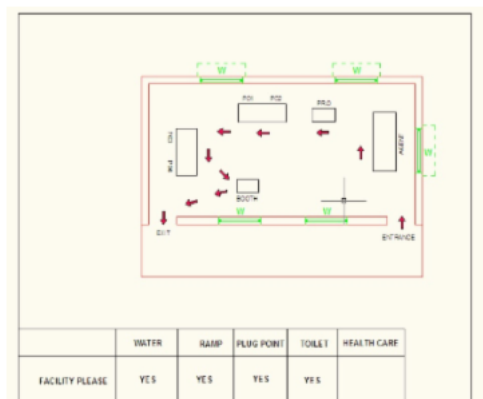 W
W
PO1 PO2
PRO
W
PO3
BOOTH
W
W
EXIT
ENTRANCE
WATER RAMP PLUG POINT TOILET HEALTH CARE
FACILITY PLEASE YES YES YES YES